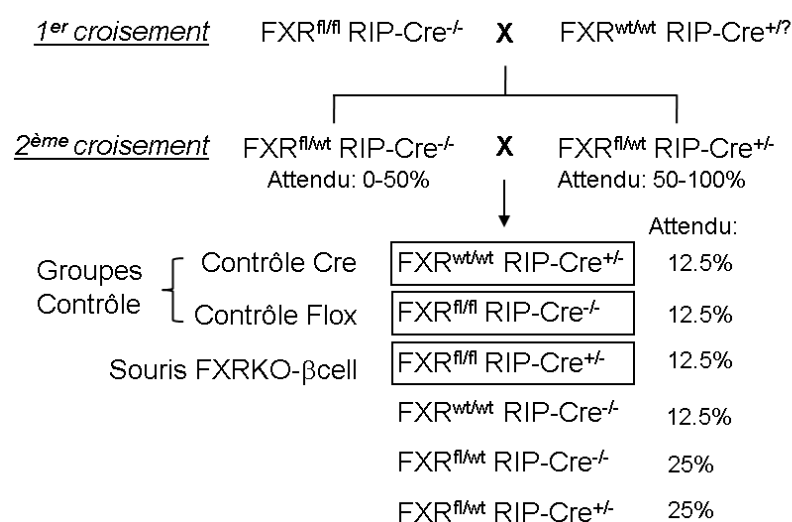 1er croisement FXRfl/fl RIP-Cre-/- X FXRwt/wt RIP-Cre+/?
2ème croisement FXRfl/wt RIP-Cre-/- X FXRfl/wt RIP-Cre+/-
Attendu: 0-50% Attendu: 50-100%
Attendu:
Groupes Contrôle
Contrôle Cre FXRwt/wt RIP-Cre+/- 12.5%
Contrôle Flox FXRfl/fl RIP-Cre-/- 12.5%
Souris FXRKO-βcell FXRfl/fl RIP-Cre+/- 12.5%
FXRwt/wt RIP-Cre-/- 12.5%
FXRfl/wt RIP-Cre-/- 25%
FXRfl/wt RIP-Cre+/- 25%